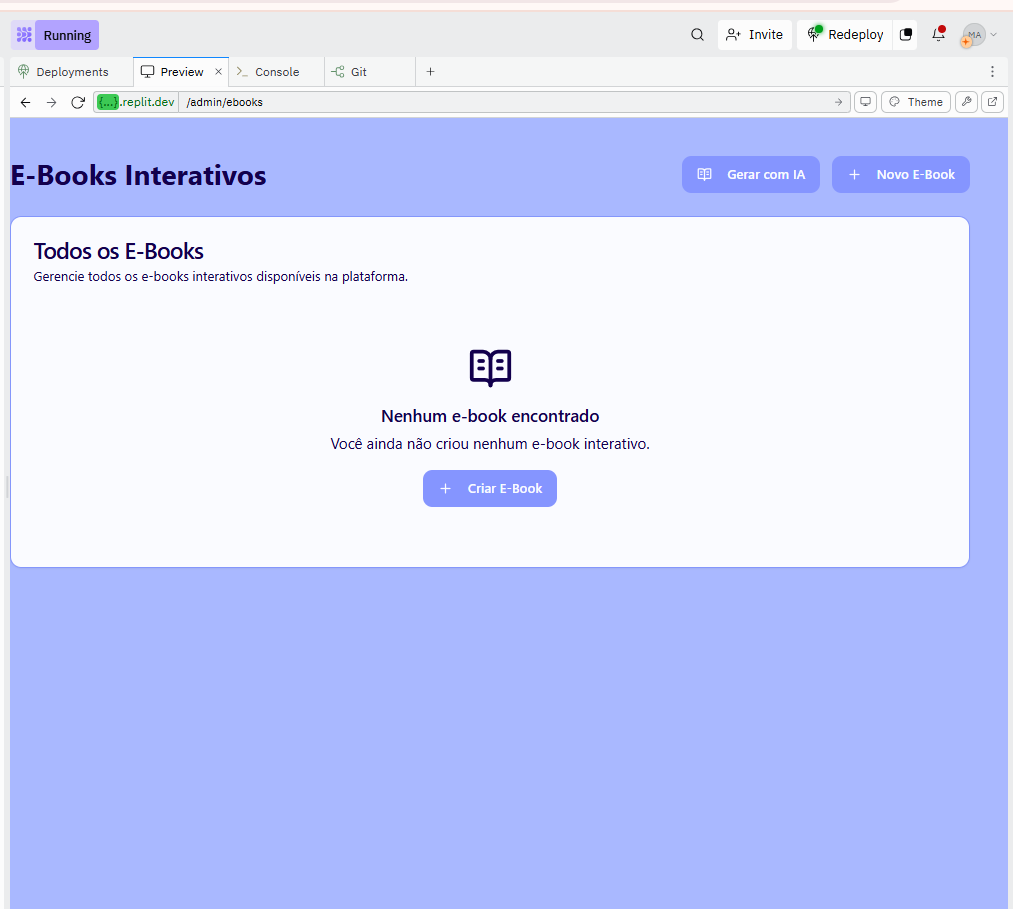 Running
Invite
Redeploy
MA
Deployments
Preview
Console
Git
{...}.replit.dev
/admin/ebooks
Theme
E-Books Interativos
Gerar com IA
Novo E-Book
Todos os E-Books
Gerencie todos os e-books interativos disponíveis na plataforma.
Nenhum e-book encontrado
Você ainda não criou nenhum e-book interativo.
Criar E-Book